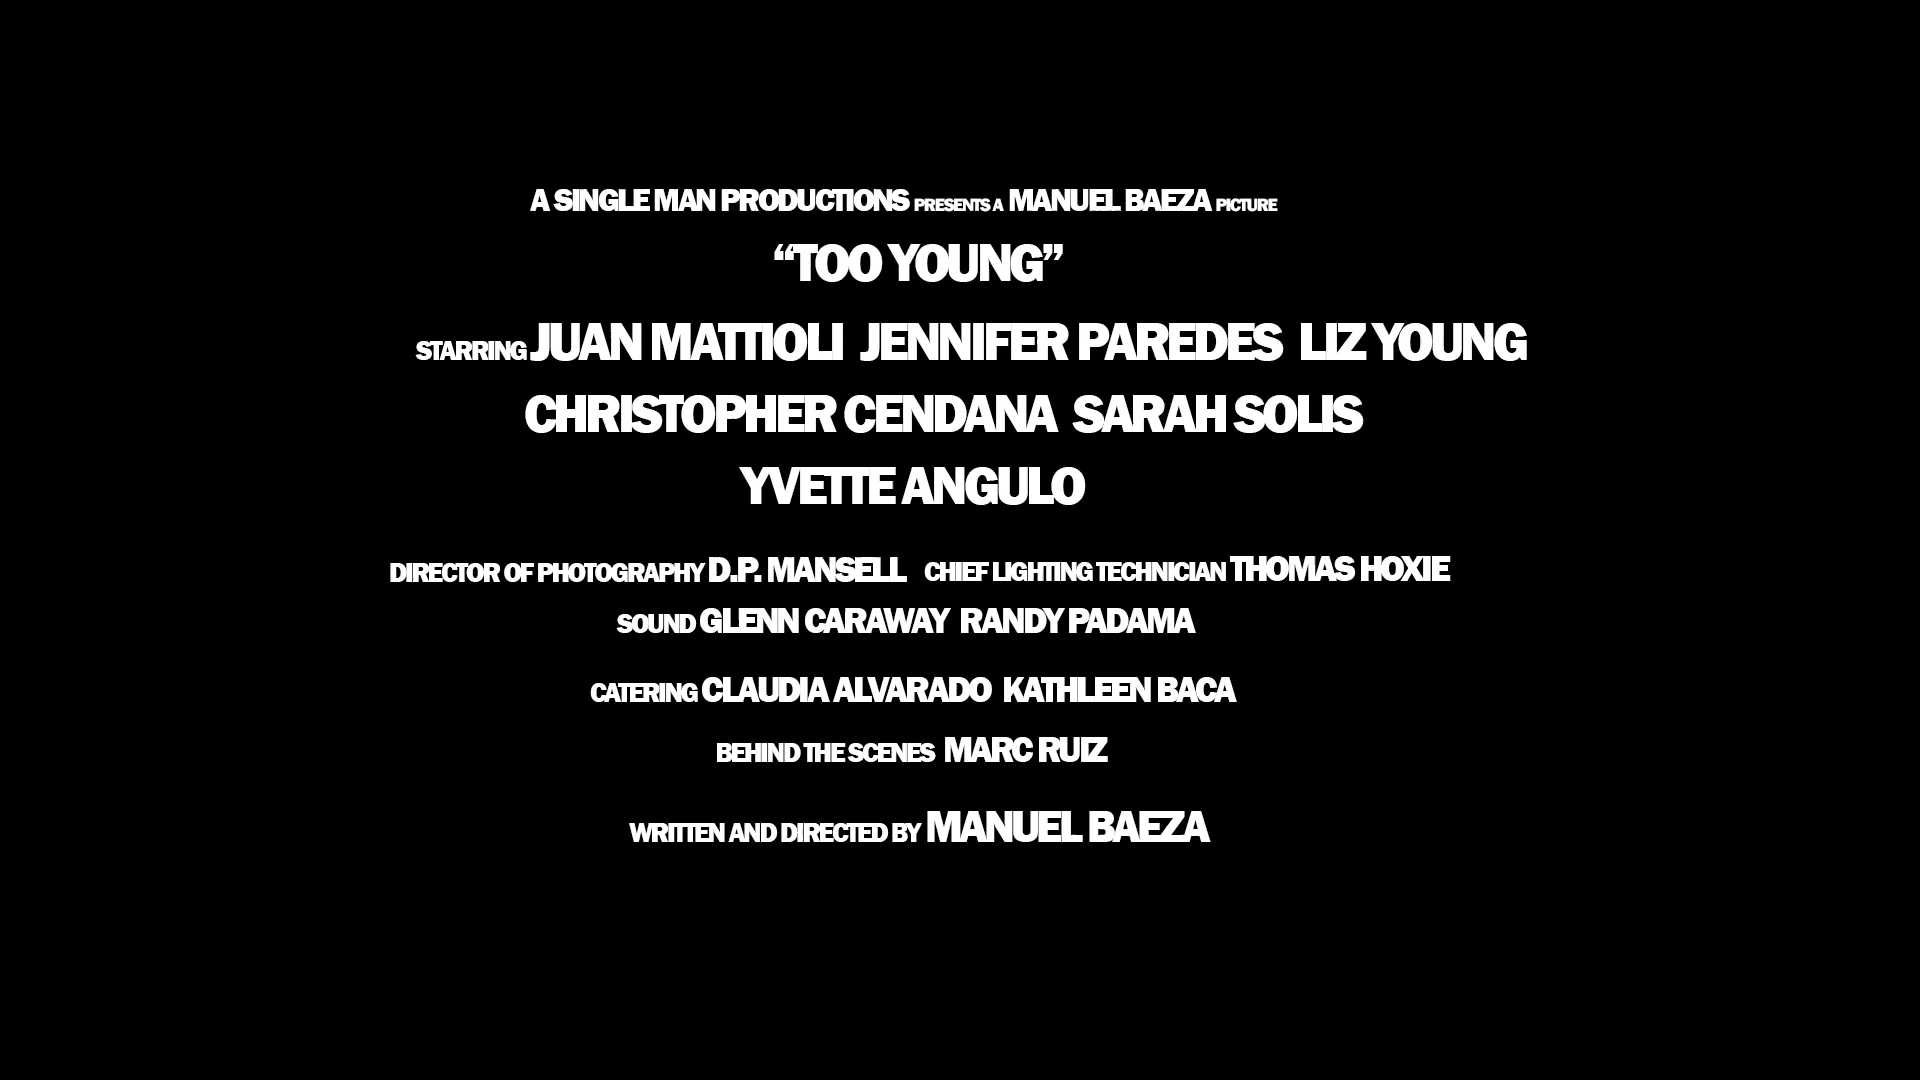 A SINGLE MAN PRODUCTIONS PRESENTS A MANUEL BAEZA PICTURE
“TOO YOUNG”
STARRING JUAN MATTIOLI JENNIFER PAREDES LIZ YOUNG
CHRISTOPHER CENDANA SARAH SOLIS
YVETTE ANGULO
DIRECTOR OF PHOTOGRAPHY D.P. MANSELL CHIEF LIGHTING TECHNICIAN THOMAS HOXIE
SOUND GLENN CARAWAY RANDY PADAMA
CATERING CLAUDIA ALVARADO KATHLEEN BACA
BEHIND THE SCENES MARC RUIZ
WRITTEN AND DIRECTED BY MANUEL BAEZA